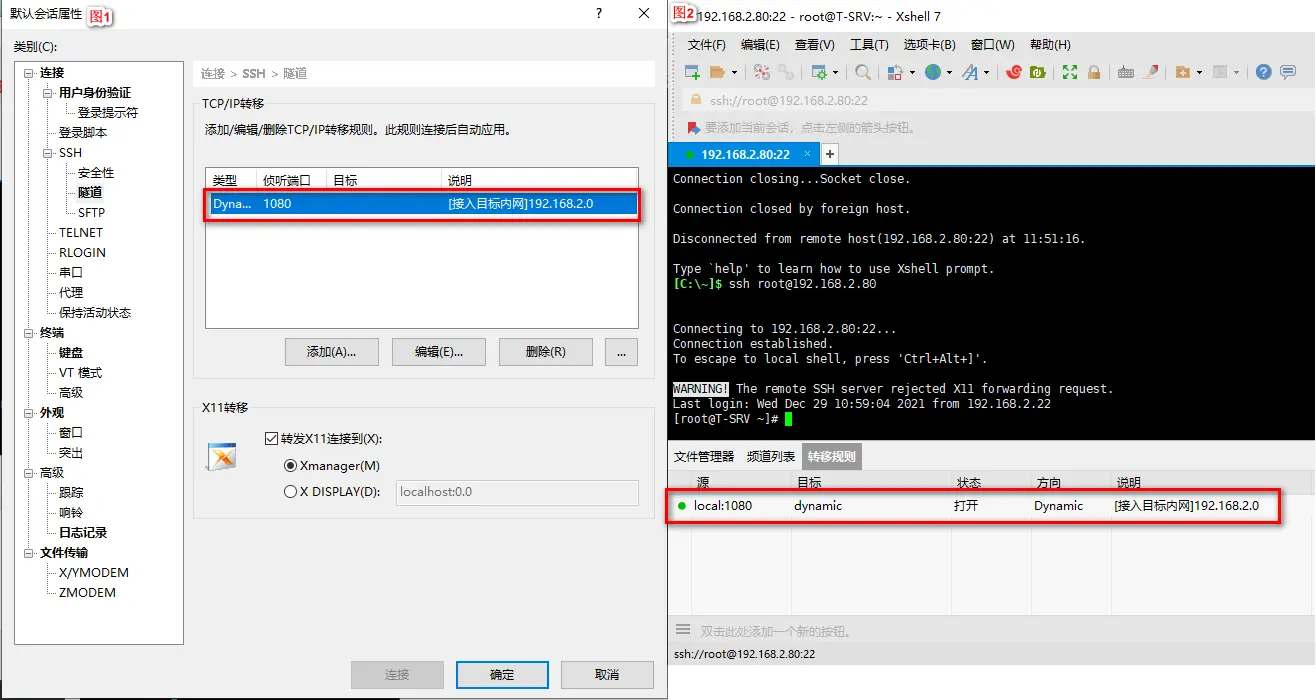 默认会话属性 图1
?
类别(C):
连接
用户身份验证
登录提示符
登录脚本
SSH
安全性
隧道
SFTP
TELNET
RLOGIN
串口
代理
保持活动状态
终端
键盘
VT 模式
高级
外观
窗口
突出
高级
跟踪
响铃
日志记录
文件传输
X/YMODEM
ZMODEM
连接 > SSH > 隧道
TCP/IP转移
添加/编辑/删除TCP/IP转移规则。此规则连接后自动应用。
类型 侦听端口 目标 说明
Dyna... 1080 [接入目标内网]192.168.2.0
添加(A)... 编辑(E)... 删除(R) ...
X11转移
转发X11连接到(X):
Xmanager(M)
X DISPLAY(D): localhost:0.0
连接 确定 取消
图2 192.168.2.80:22 - root@T-SRV:~ - Xshell 7
文件(F) 编辑(E) 查看(V) 工具(T) 选项卡(B) 窗口(W) 帮助(H)
ssh://root@192.168.2.80:22
要添加当前会话，点击左侧的箭头按钮。
192.168.2.80:22 × +
Connection closing...Socket close.
Connection closed by foreign host.
Disconnected from remote host(192.168.2.80:22) at 11:51:16.
Type `help' to learn how to use Xshell prompt.
[C:\~]$ ssh root@192.168.2.80
Connecting to 192.168.2.80:22...
Connection established.
To escape to local shell, press 'Ctrl+Alt+]'.
WARNING! The remote SSH server rejected X11 forwarding request.
Last login: Wed Dec 29 10:59:04 2021 from 192.168.2.22
[root@T-SRV ~]#
文件管理器 频道列表 转移规则
源 目标 状态 方向 说明
local:1080 dynamic 打开 Dynamic [接入目标内网]192.168.2.0
双击此处添加一个新的按钮。
ssh://root@192.168.2.80:22